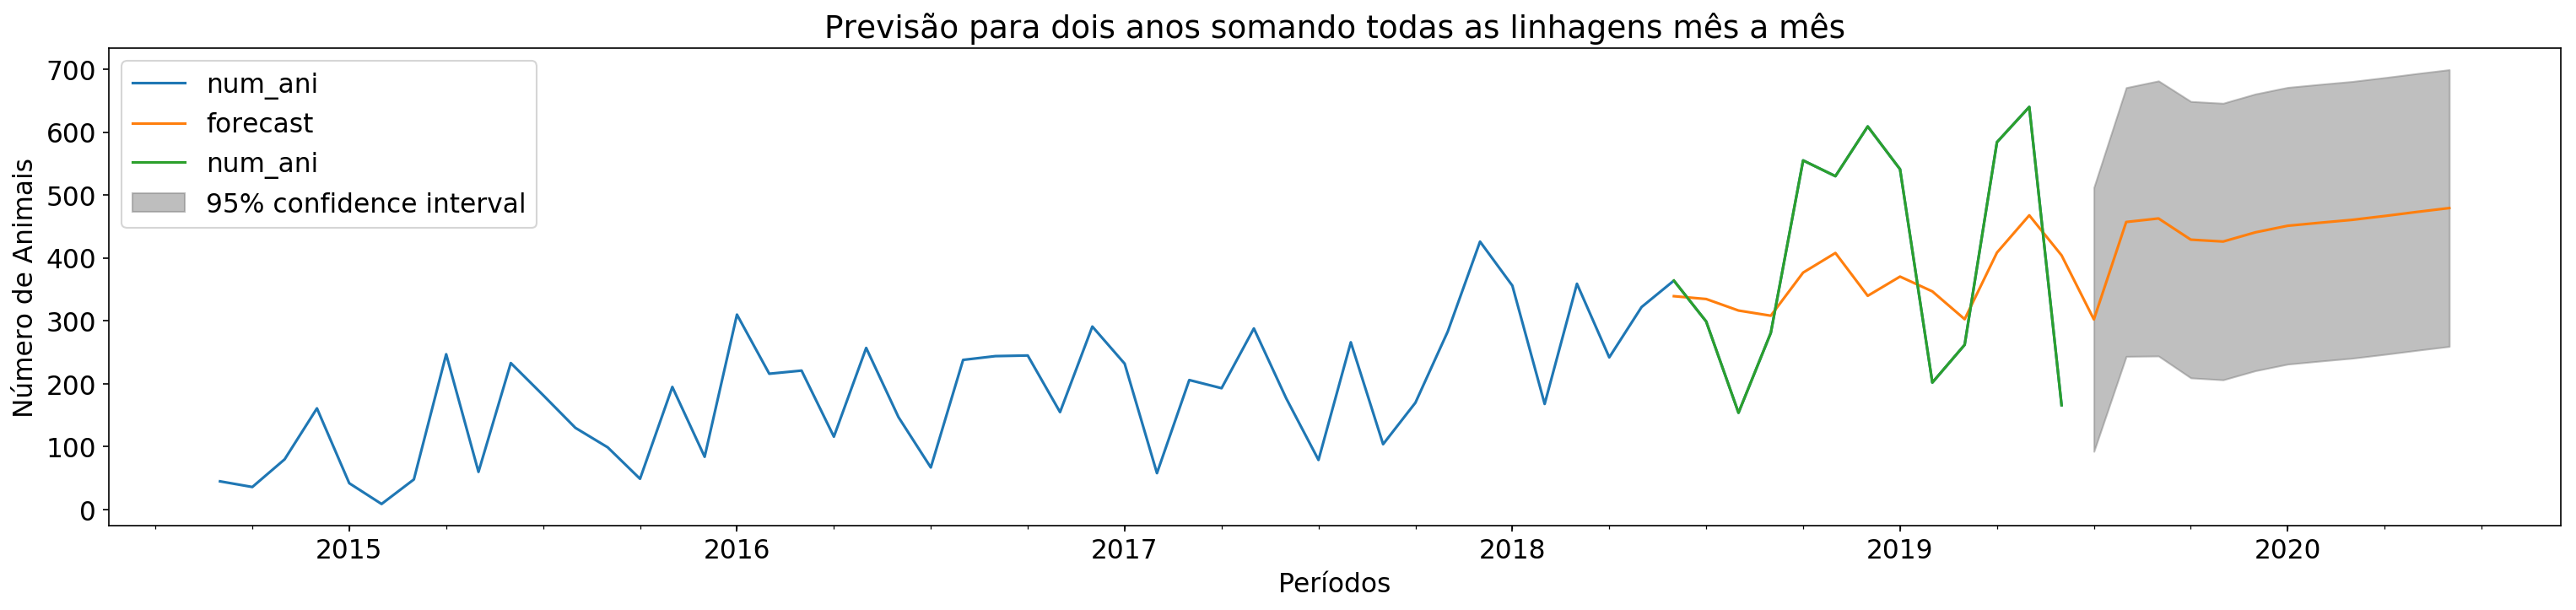 Previsão para dois anos somando todas as linhagens mês a mês
700
600
500
400
300
200
100
0
Número de Animais
num_ani
forecast
num_ani
95% confidence interval
2015 2016 2017 2018 2019 2020
Períodos